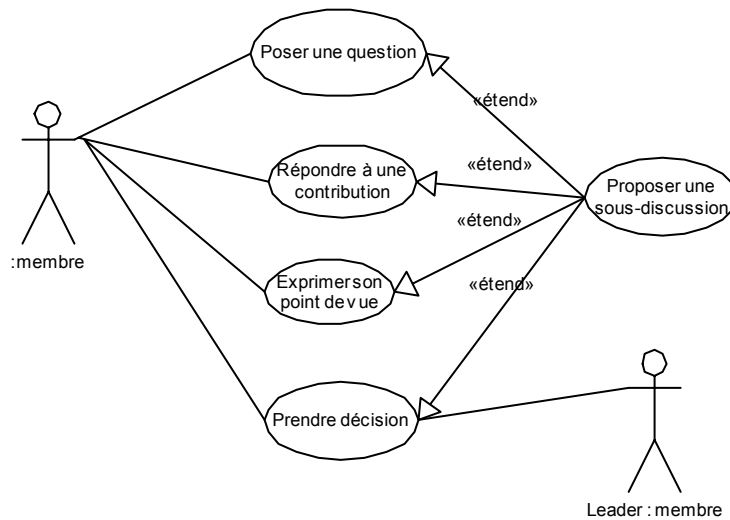 Poser une question
«étend»
Répondre à une
contribution
«étend»
Proposer une
sous-discussion
«étend»
:membre
Exprimer son
point de vue
«étend»
Prendre décision
Leader : membre